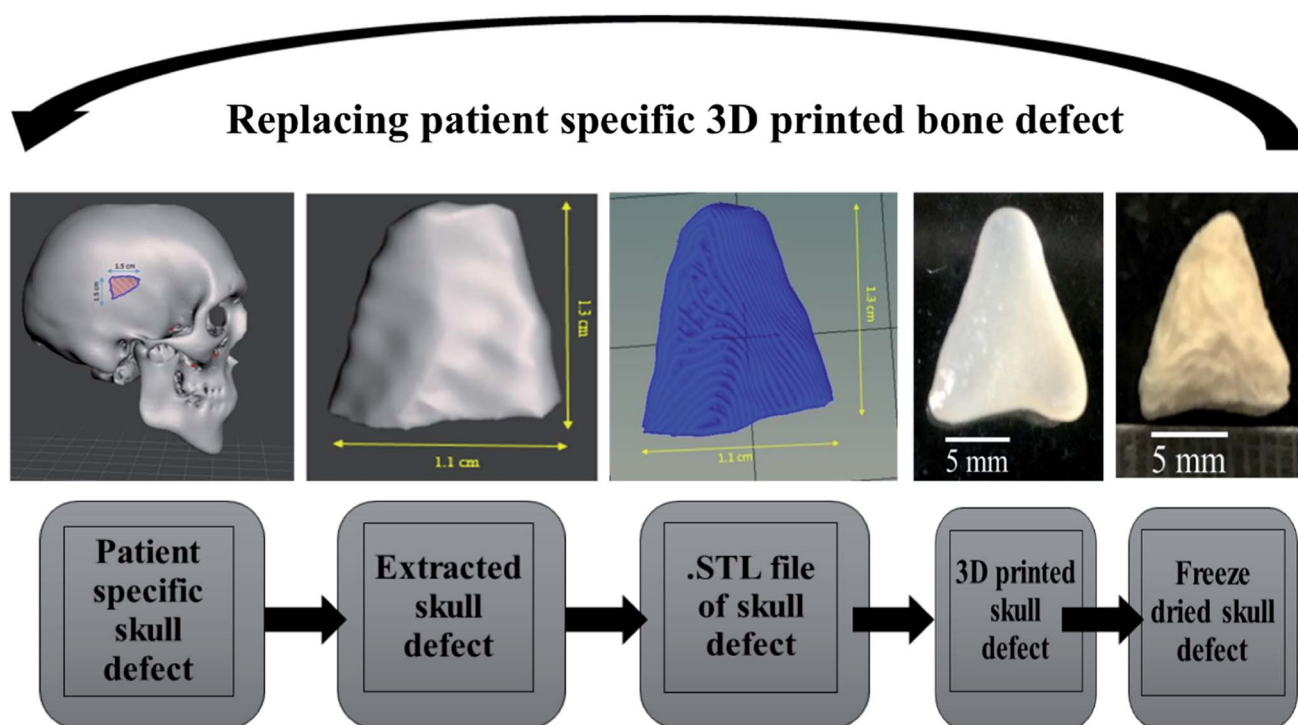 Replacing patient specific 3D printed bone defect
1.5 cm
1.5 cm
1.3 cm
1.1 cm
1.3 cm
1.1 cm
5 mm
5 mm
Patient
specific
skull
defect
Extracted
skull
defect
.STL file
of skull
defect
3D printed
skull
defect
Freeze
dried skull
defect